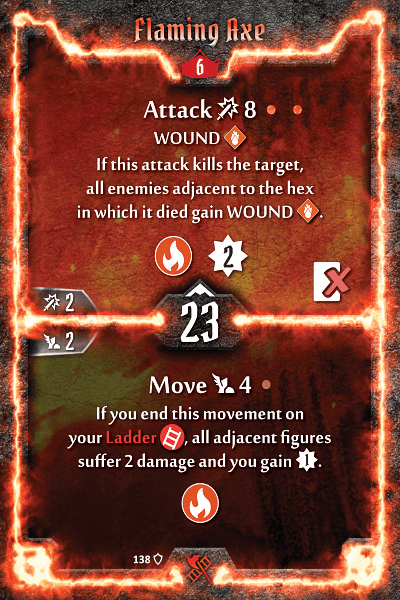 Flaming Axe
6
Attack 8
WOUND
If this attack kills the target,
all enemies adjacent to the hex
in which it died gain WOUND .
2
2
23
2
Move 4
If you end this movement on
your Ladder , all adjacent figures
suffer 2 damage and you gain 1.
138